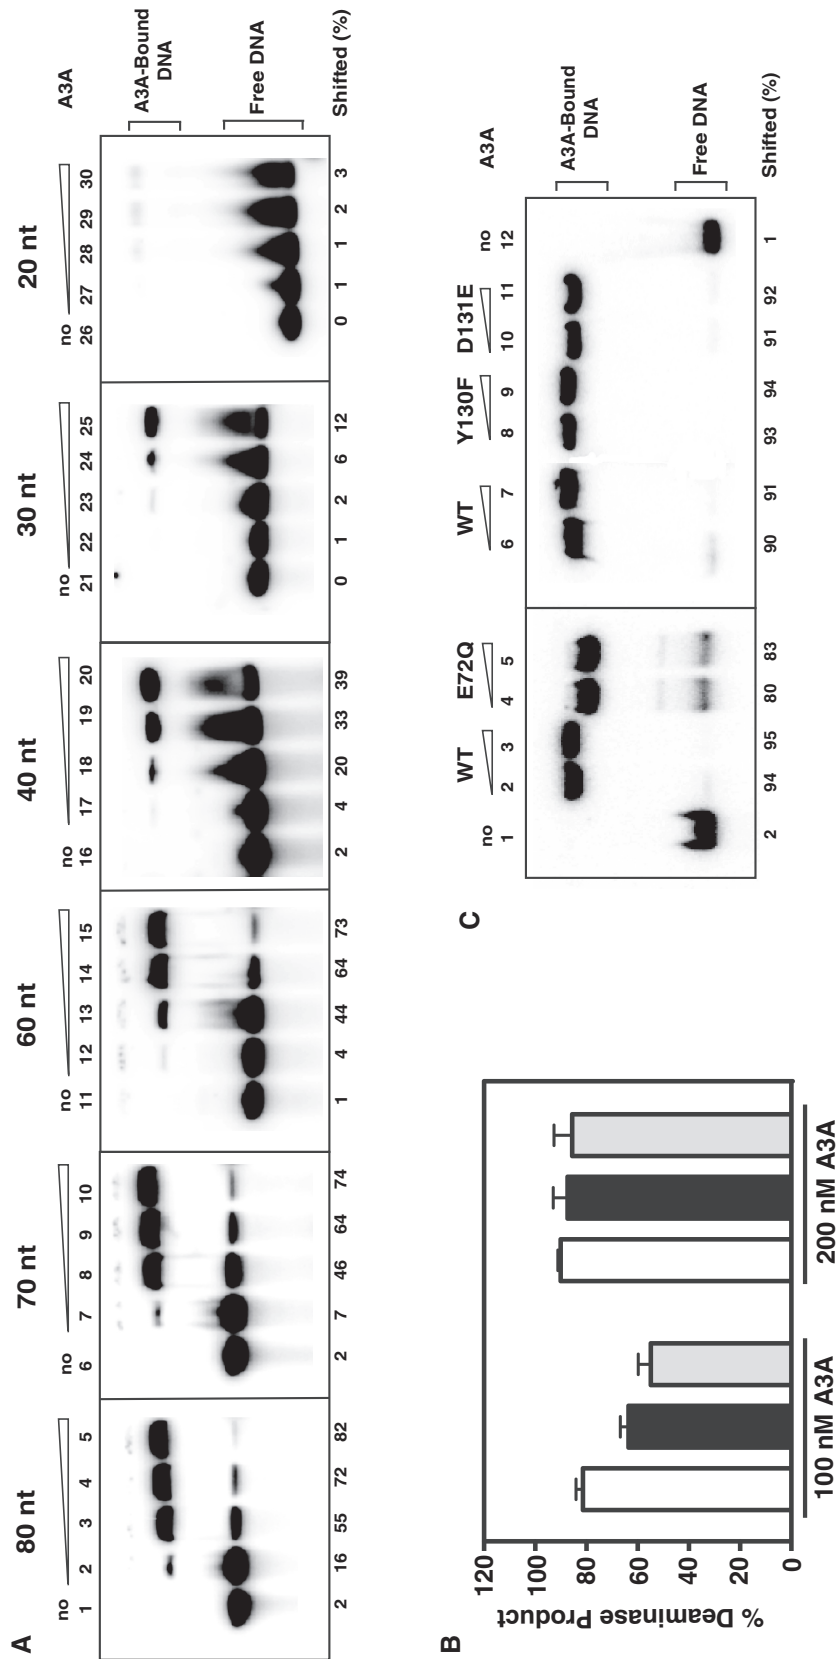 A
80 nt 70 nt 60 nt 40 nt 30 nt 20 nt
no no no no no no A3A
1 2 3 4 5 6 7 8 9 10 11 12 13 14 15 16 17 18 19 20 21 22 23 24 25 26 27 28 29 30
A3A-Bound
DNA
Free DNA
2 16 55 72 82 2 7 46 64 74 1 4 44 64 73 2 4 20 33 39 0 1 2 6 12 0 1 1 2 3 Shifted (%)
B
% Deaminase Product
120
100
80
60
40
20
0
100 nM A3A 200 nM A3A
C
no WT E72Q WT Y130F D131E no A3A
1 2 3 4 5 6 7 8 9 10 11 12
A3A-Bound
DNA
Free DNA
2 94 95 80 83 90 91 93 94 91 92 1 Shifted (%)